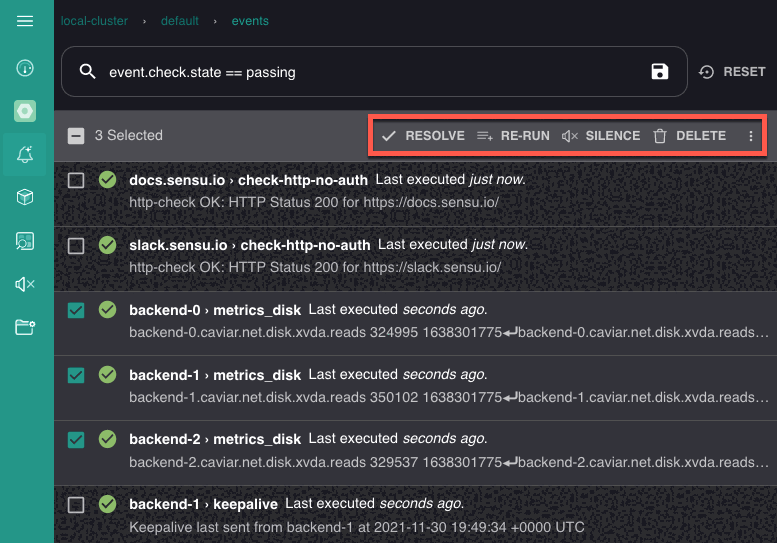 local-cluster › default › events
event.check.state == passing
RESET
3 Selected RESOLVE RE-RUN SILENCE DELETE
docs.sensu.io › check-http-no-auth Last executed just now.
http-check OK: HTTP Status 200 for https://docs.sensu.io/
slack.sensu.io › check-http-no-auth Last executed just now.
http-check OK: HTTP Status 200 for https://slack.sensu.io/
backend-0 › metrics_disk Last executed seconds ago.
backend-0.caviar.net.disk.xvda.reads 324995 1638301775↵backend-0.caviar.net.disk.xvda.reads…
backend-1 › metrics_disk Last executed seconds ago.
backend-1.caviar.net.disk.xvda.reads 350102 1638301775↵backend-1.caviar.net.disk.xvda.reads…
backend-2 › metrics_disk Last executed seconds ago.
backend-2.caviar.net.disk.xvda.reads 329537 1638301775↵backend-2.caviar.net.disk.xvda.reads…
backend-1 › keepalive Last executed seconds ago.
Keepalive last sent from backend-1 at 2021-11-30 19:49:34 +0000 UTC